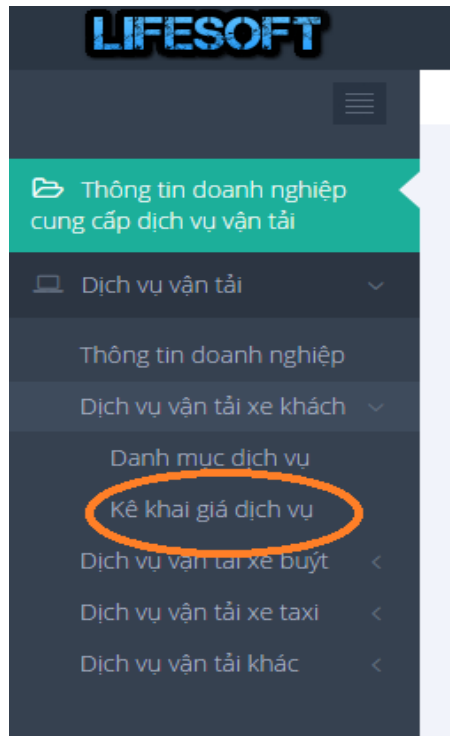 LIFESOFT
Thông tin doanh nghiệp
cung cấp dịch vụ vận tải
Dịch vụ vận tải
Thông tin doanh nghiệp
Dịch vụ vận tải xe khách
Danh mục dịch vụ
Kê khai giá dịch vụ
Dịch vụ vận tải xe buýt
Dịch vụ vận tải xe taxi
Dịch vụ vận tải khác